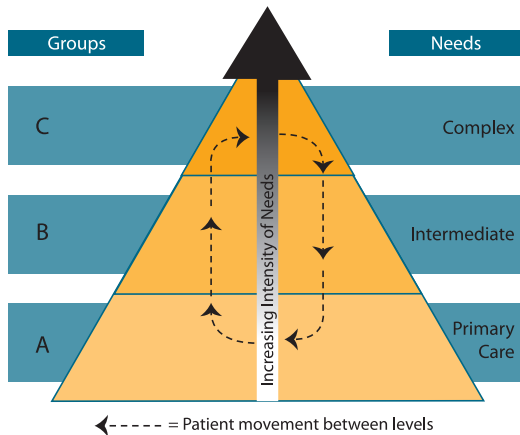 Groups
Needs
C
Complex
B
Intermediate
A
Primary
Care
Increasing Intensity of Needs
= Patient movement between levels